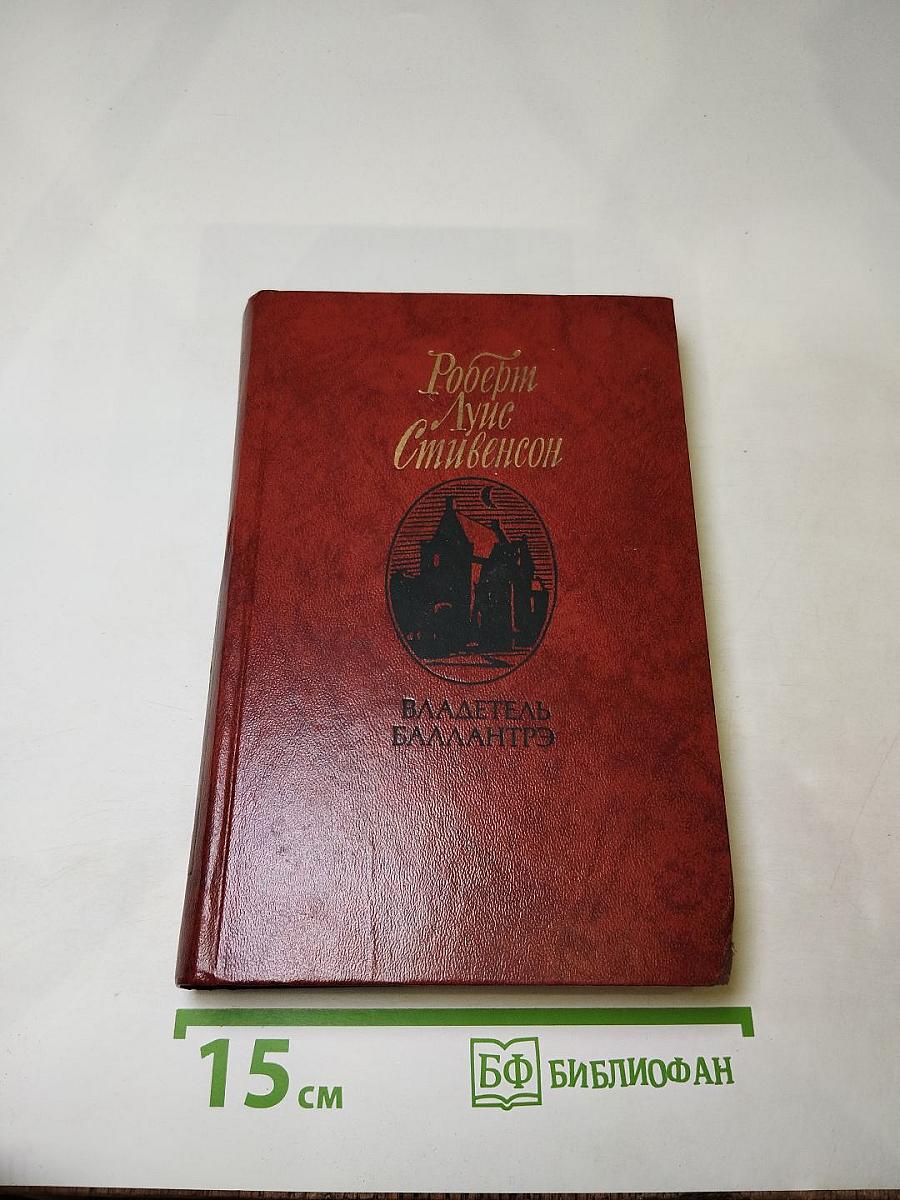 Роберт
Луис
Стивенсон
ВЛАДЕТЕЛЬ
БАЛЛАНТРЭ
15 см
БФ БИБЛИОФАН